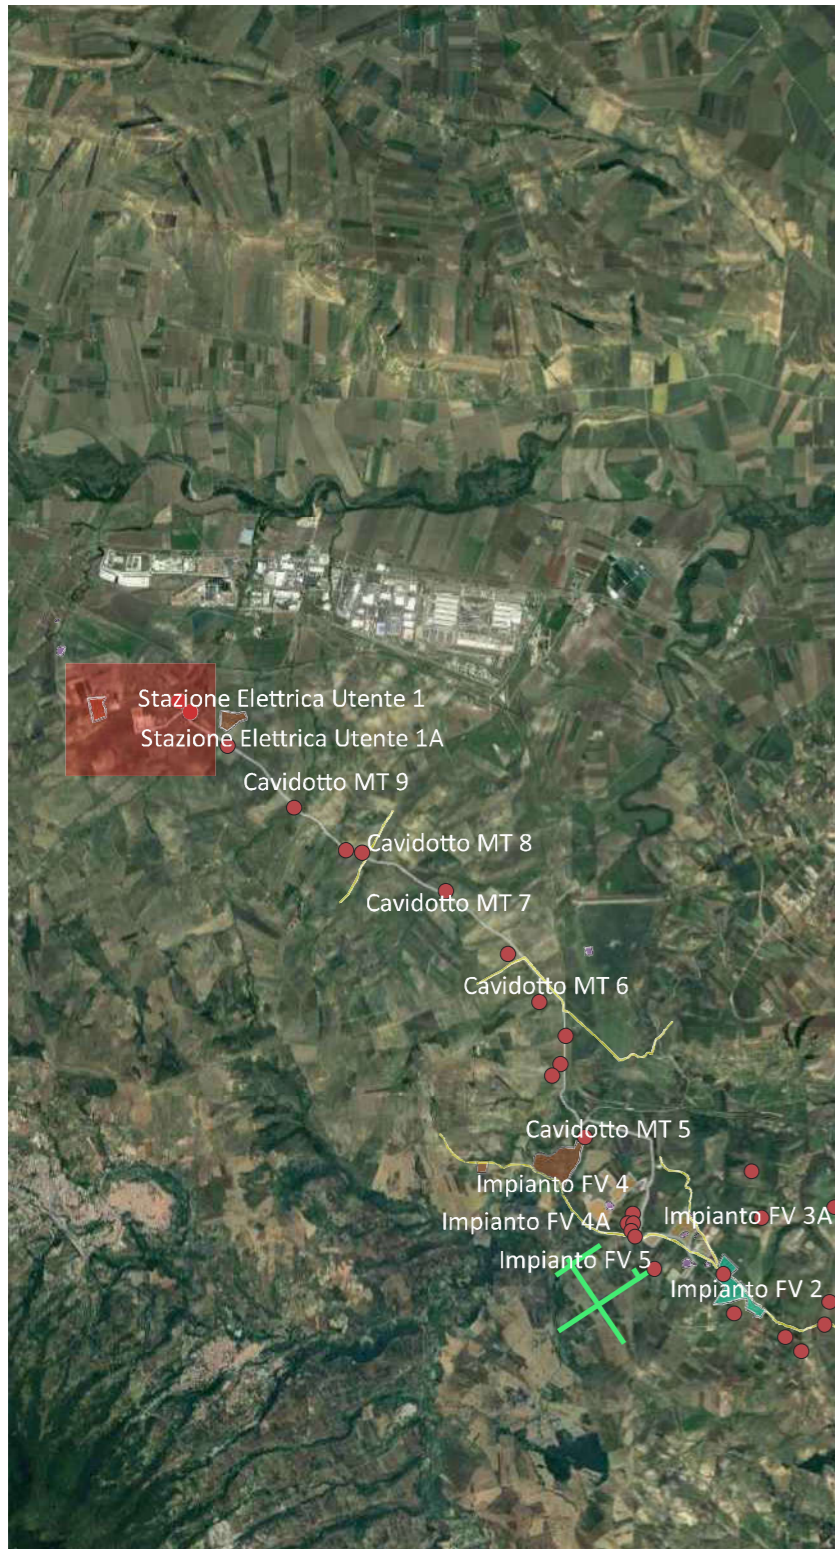 Stazione Elettrica Utente 1
Stazione Elettrica Utente 1A
Cavidotto MT 9
Cavidotto MT 8
Cavidotto MT 7
Cavidotto MT 6
Cavidotto MT 5
Impianto FV 4
Impianto FV 4A
Impianto FV 3A
Impianto FV 5
Impianto FV 2